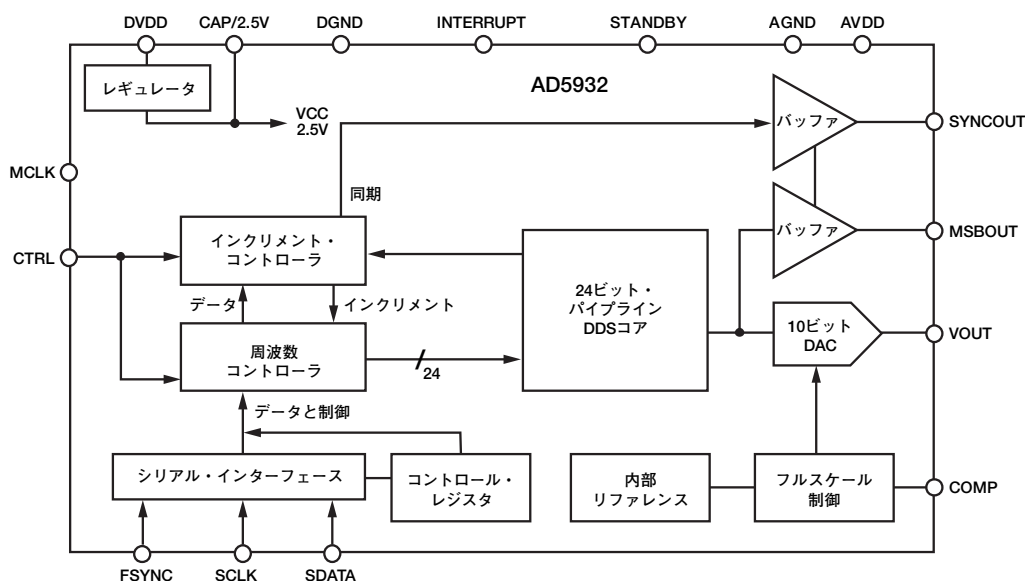 DVDD
CAP/2.5V
DGND
INTERRUPT
STANDBY
AGND
AVDD
レギュレータ
AD5932
VCC
2.5V
バッファ
SYNCOUT
MCLK
同期
インクリメント・
コントローラ
バッファ
MSBOUT
CTRL
データ
インクリメント
24ビット・
パイプライン
DDSコア
周波数
コントローラ
24
10ビット
DAC
VOUT
データと制御
シリアル・インターフェース
コントロール・
レジスタ
内部
リファレンス
フルスケール
制御
COMP
FSYNC
SCLK
SDATA